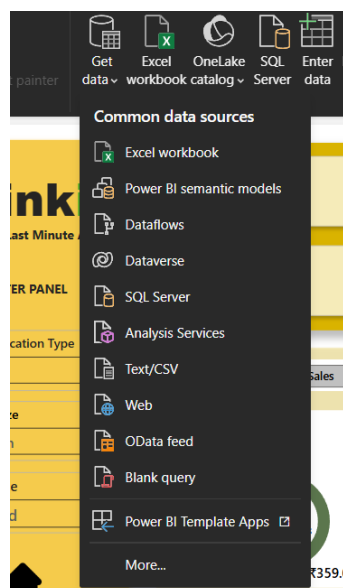 t painter
Get data
Excel workbook
OneLake catalog
SQL Server
Enter data
Common data sources
Excel workbook
Power BI semantic models
Dataflows
Dataverse
SQL Server
Analysis Services
Text/CSV
Web
OData feed
Blank query
Power BI Template Apps
More...
ink
ast Minute
ER PANEL
cation Type
ze
n
e
d
Sales
₹359.